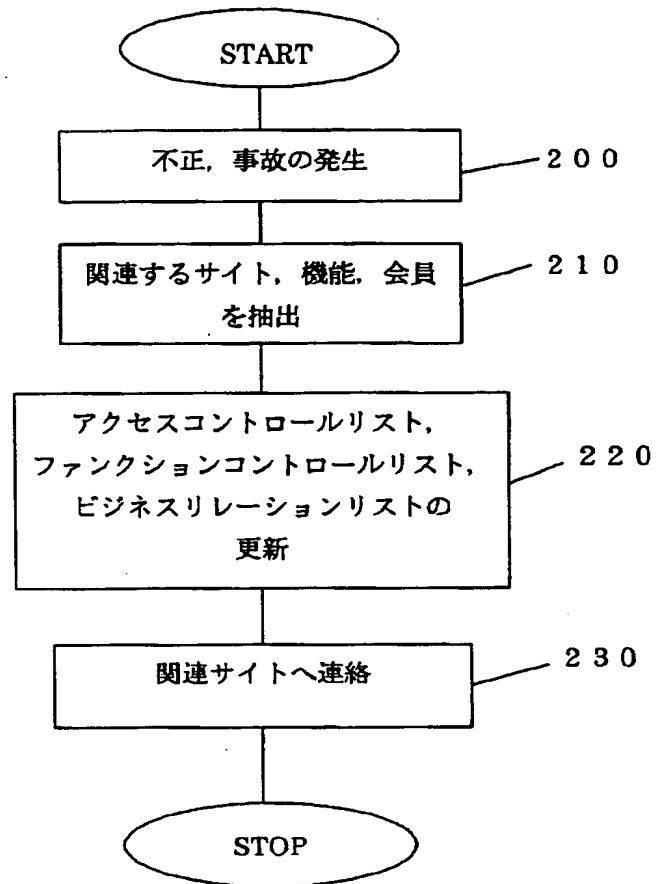 START
不正，事故の発生
２００
関連するサイト，機能，会員
を抽出
２１０
アクセスコントロールリスト，
ファンクションコントロールリスト，
ビジネスリレーションリストの
更新
２２０
関連サイトへ連絡
２３０
STOP